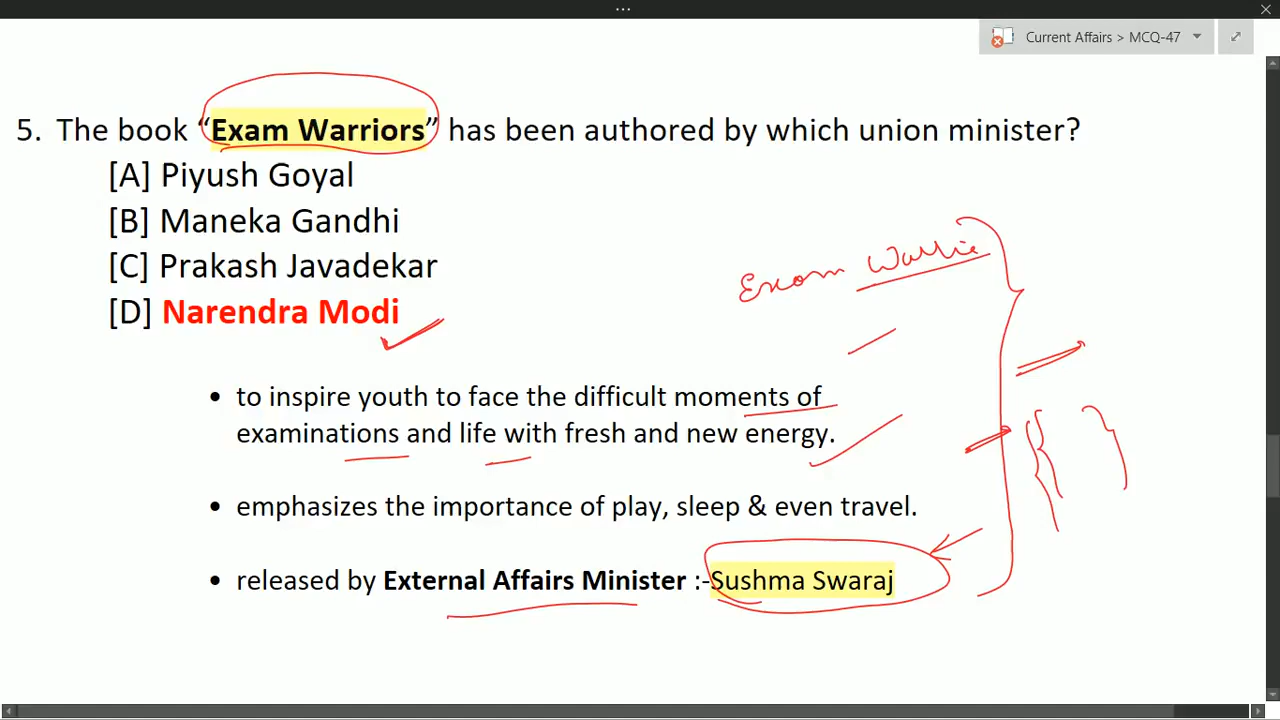 Current Affairs > MCQ-47
5. The book “Exam Warriors” has been authored by which union minister?
[A] Piyush Goyal
[B] Maneka Gandhi
[C] Prakash Javadekar
[D] Narendra Modi
Exam
• to inspire youth to face the difficult moments of
examinations and life with fresh and new energy.
• emphasizes the importance of play, sleep & even travel.
• released by External Affairs Minister :-Sushma Swaraj